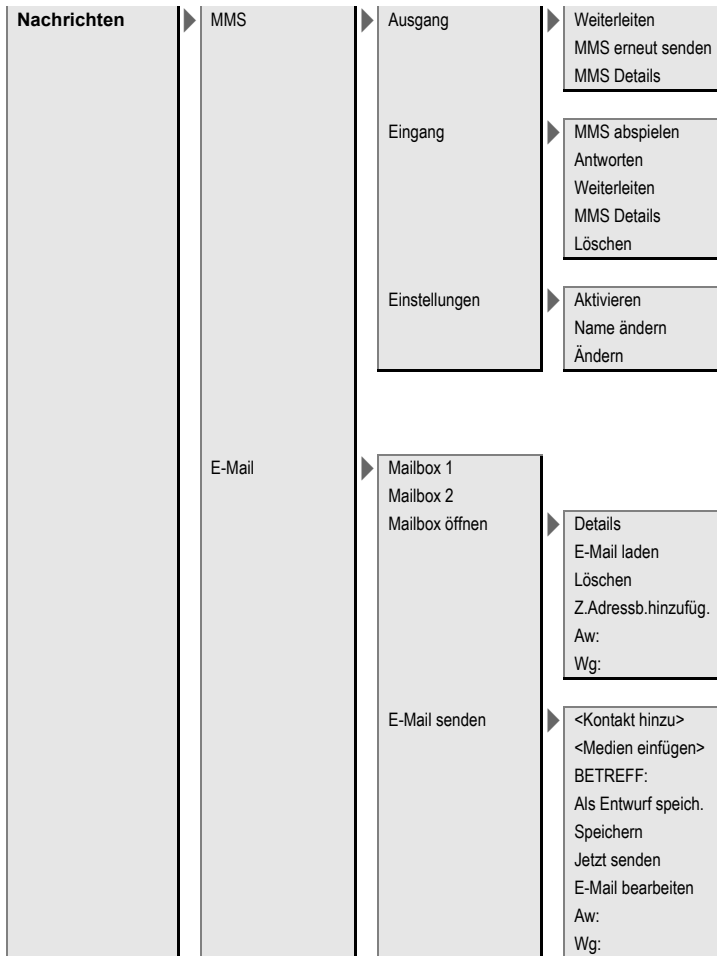 Nachrichten
MMS
Ausgang
Weiterleiten
MMS erneut senden
MMS Details
Eingang
MMS abspielen
Antworten
Weiterleiten
MMS Details
Löschen
Einstellungen
Aktivieren
Name ändern
Ändern
E-Mail
Mailbox 1
Mailbox 2
Mailbox öffnen
Details
E-Mail laden
Löschen
Z.Adressb.hinzufüg.
Aw:
Wg:
E-Mail senden
<Kontakt hinzu>
<Medien einfügen>
BETREFF:
Als Entwurf speich.
Speichern
Jetzt senden
E-Mail bearbeiten
Aw:
Wg: